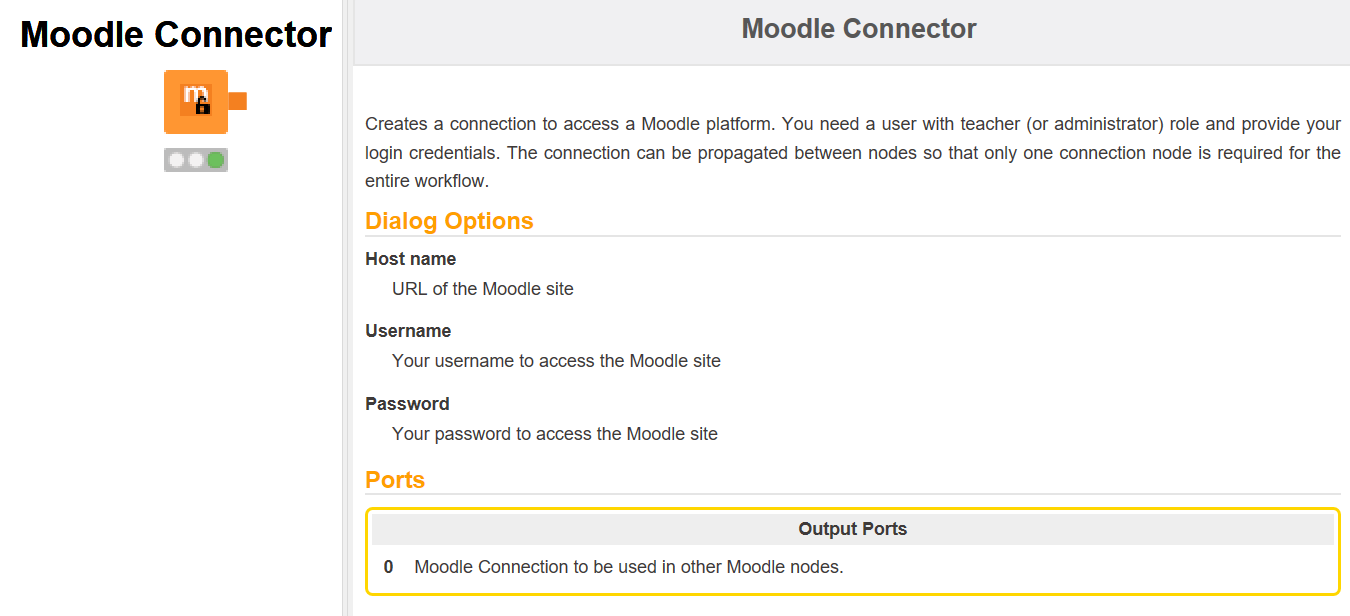 Moodle Connector
m
Moodle Connector
Creates a connection to access a Moodle platform. You need a user with teacher (or administrator) role and provide your
login credentials. The connection can be propagated between nodes so that only one connection node is required for the
entire workflow.
Dialog Options
Host name
URL of the Moodle site
Username
Your username to access the Moodle site
Password
Your password to access the Moodle site
Ports
Output Ports
0 Moodle Connection to be used in other Moodle nodes.